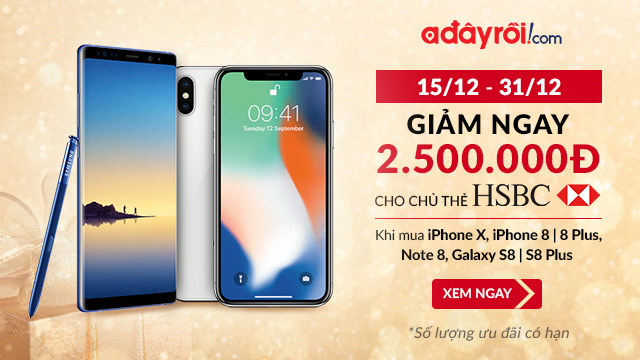 adâyrồi!.com
15/12 - 31/12
GIẢM NGAY
2.500.000Đ
CHO CHỦ THẺ HSBC
Khi mua iPhone X, iPhone 8 | 8 Plus,
Note 8, Galaxy S8 | S8 Plus
XEM NGAY
*Số lượng ưu đãi có hạn
09:41
Tuesday 12 September
SAMSUNG